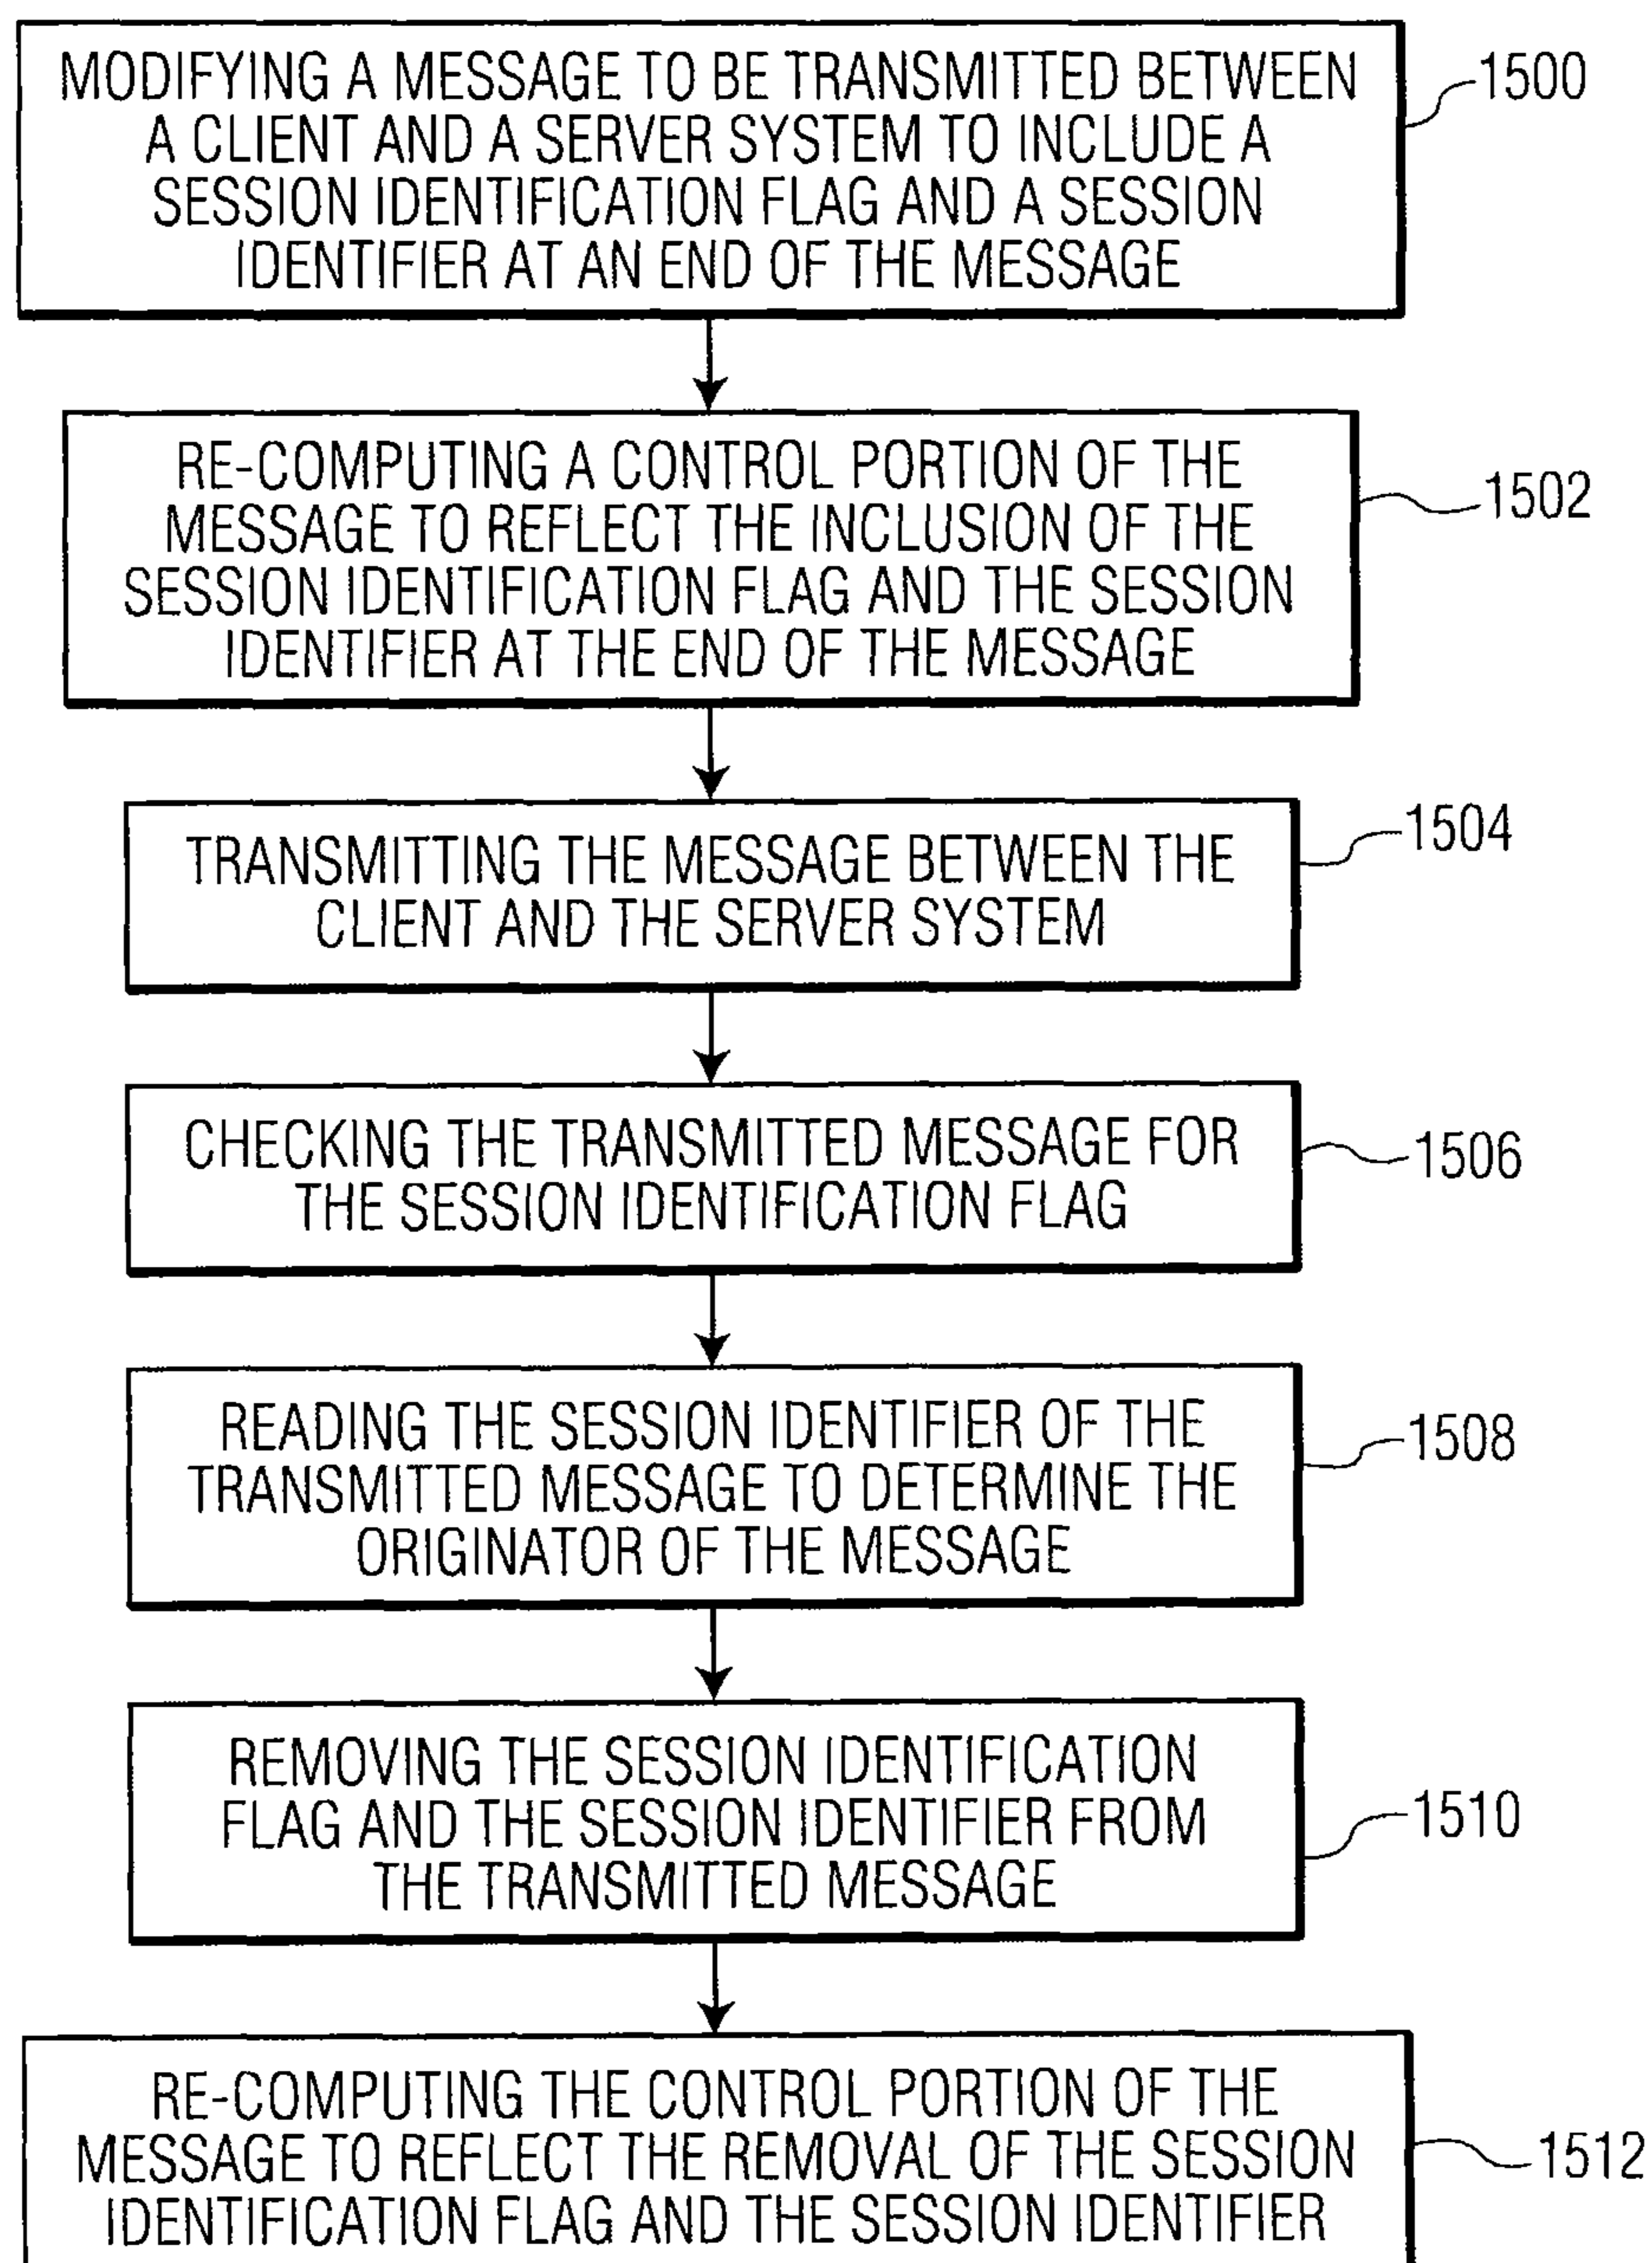 MODIFYING A MESSAGE TO BE TRANSMITTED BETWEEN
A CLIENT AND A SERVER SYSTEM TO INCLUDE A
SESSION IDENTIFICATION FLAG AND A SESSION
IDENTIFIER AT AN END OF THE MESSAGE
1500
RE-COMPUTING A CONTROL PORTION OF THE
MESSAGE TO REFLECT THE INCLUSION OF THE
SESSION IDENTIFICATION FLAG AND THE SESSION
IDENTIFIER AT THE END OF THE MESSAGE
1502
TRANSMITTING THE MESSAGE BETWEEN THE
CLIENT AND THE SERVER SYSTEM
1504
CHECKING THE TRANSMITTED MESSAGE FOR
THE SESSION IDENTIFICATION FLAG
1506
READING THE SESSION IDENTIFIER OF THE
TRANSMITTED MESSAGE TO DETERMINE THE
ORIGINATOR OF THE MESSAGE
1508
REMOVING THE SESSION IDENTIFICATION
FLAG AND THE SESSION IDENTIFIER FROM
THE TRANSMITTED MESSAGE
1510
RE-COMPUTING THE CONTROL PORTION OF THE
MESSAGE TO REFLECT THE REMOVAL OF THE SESSION
IDENTIFICATION FLAG AND THE SESSION IDENTIFIER
1512